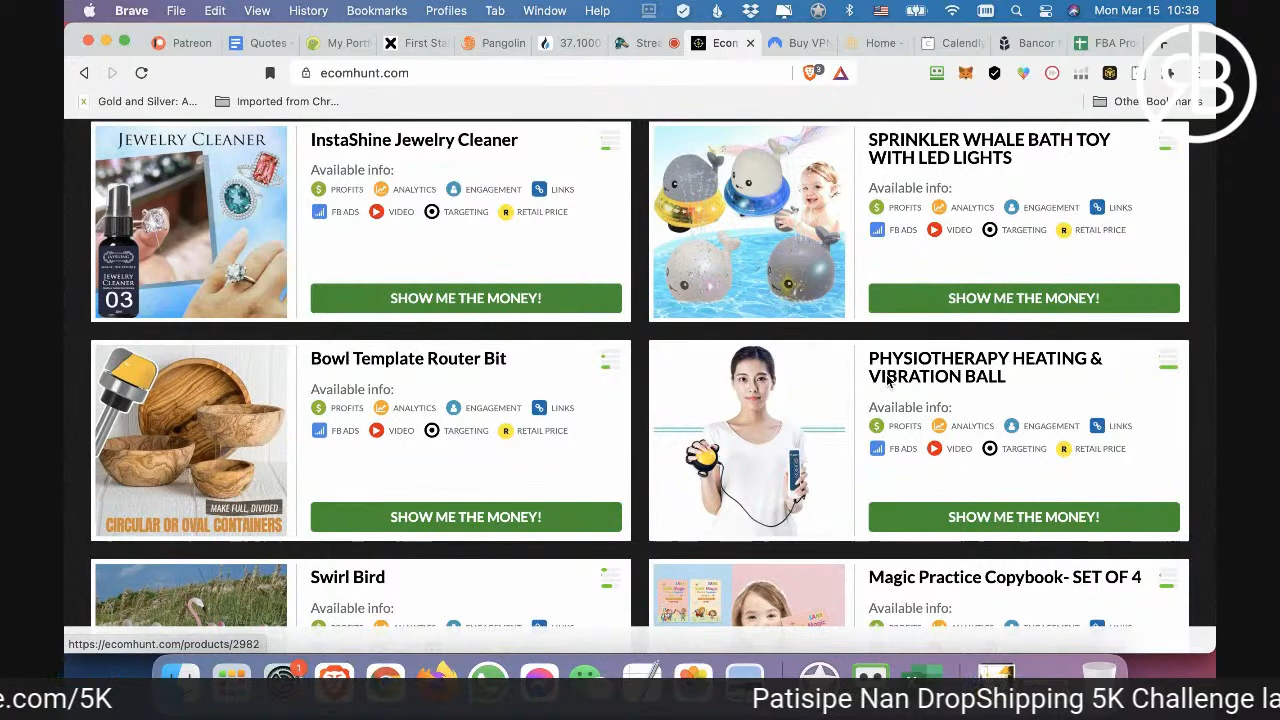 Brave File Edit View History Bookmarks Profiles Tab Window Help Mon Mar 15 10:38
Patreon Quotes - My Port First Sta Pangolin 37.1000 Stre Ecom Buy VPN Home - Calendly Bancor FBA Pro
ecomhunt.com
3
Gold and Silver: A... Imported from Chr... Other Bookmarks
JEWELRY CLEANER
JEWELRY
CLEANER
03
InstaShine Jewelry Cleaner
Available info:
PROFITS ANALYTICS ENGAGEMENT LINKS
FB ADS VIDEO TARGETING R RETAIL PRICE
SHOW ME THE MONEY!
SPRINKLER WHALE BATH TOY
WITH LED LIGHTS
Available info:
PROFITS ANALYTICS ENGAGEMENT LINKS
FB ADS VIDEO TARGETING R RETAIL PRICE
SHOW ME THE MONEY!
MAKE FULL, DIVIDED
CIRCULAR OR OVAL CONTAINERS
Bowl Template Router Bit
Available info:
PROFITS ANALYTICS ENGAGEMENT LINKS
FB ADS VIDEO TARGETING R RETAIL PRICE
SHOW ME THE MONEY!
PHYSIOTHERAPY HEATING &
VIBRATION BALL
Available info:
PROFITS ANALYTICS ENGAGEMENT LINKS
FB ADS VIDEO TARGETING R RETAIL PRICE
SHOW ME THE MONEY!
Swirl Bird
Available info:
Magic Practice Copybook- SET OF 4
Available info:
https://ecomhunt.com/products/2982
1
e.com/5K Patisipe Nan DropShipping 5K Challenge la